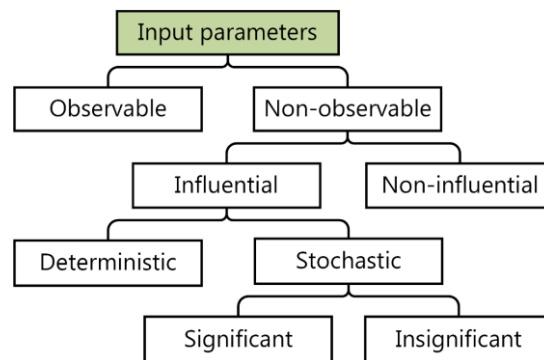 Input parameters
Observable
Non-observable
Influential
Non-influential
Deterministic
Stochastic
Significant
Insignificant